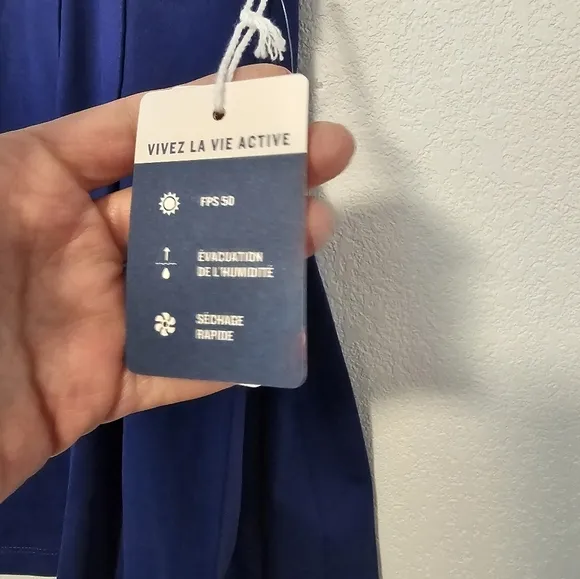 VIVEZ LA VIE ACTIVE
FPS 50
ÉVACUATION
DE L'HUMIDITÉ
SÉCHAGE
RAPIDE